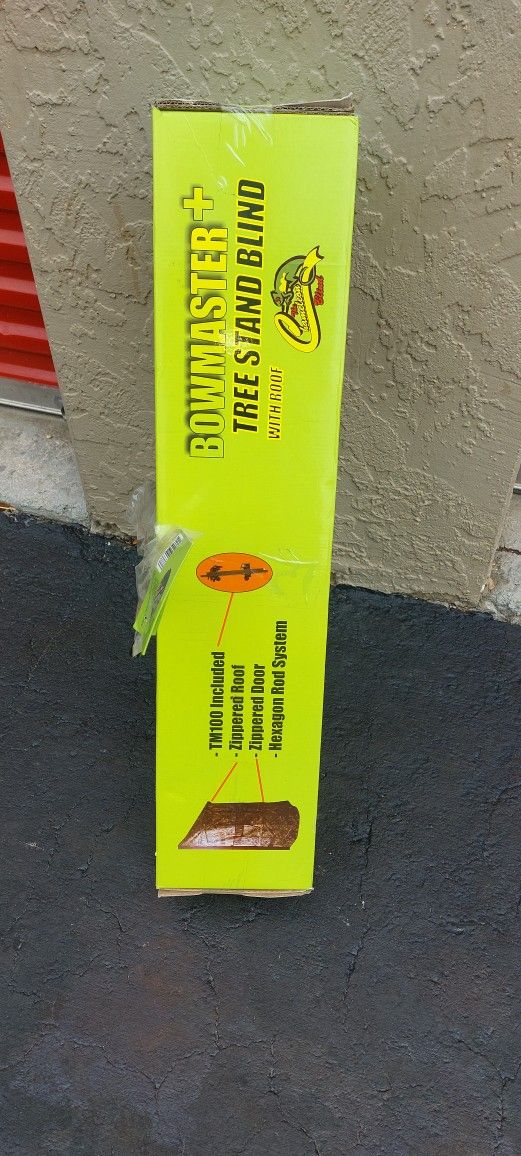 BOWMASTER+
TREE STAND BLIND
WITH ROOF
- TM100 Included
- Zippered Roof
- Zippered Door
- Hexagon Rod System